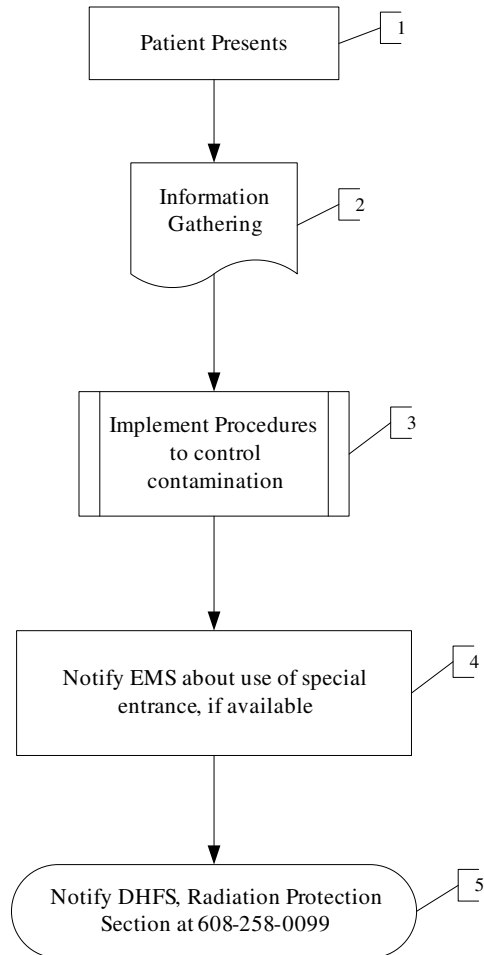 Patient Presents
1
Information
Gathering
2
Implement Procedures
to control
contamination
3
Notify EMS about use of special
entrance, if available
4
Notify DHFS, Radiation Protection
Section at 608-258-0099
5